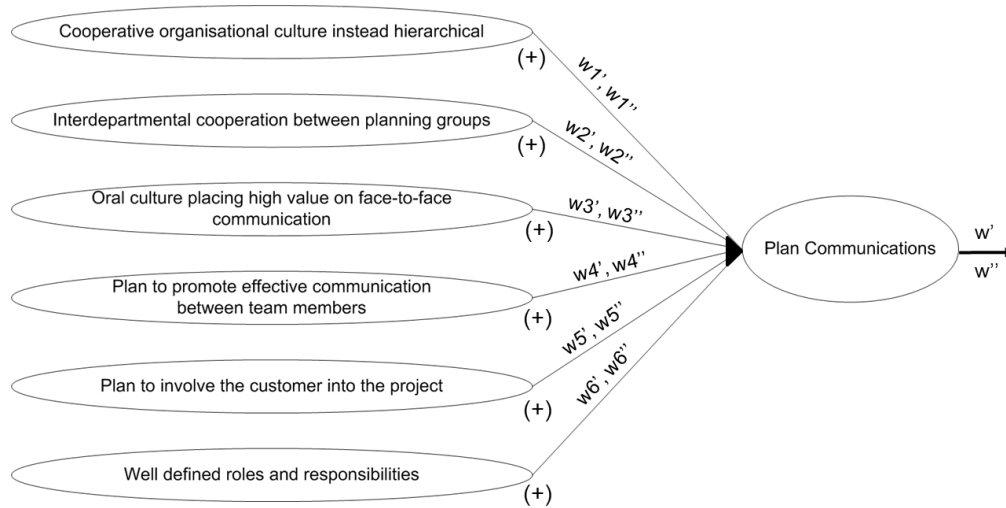 Cooperative organisational culture instead hierarchical
(+)
w1', w1''
Interdepartmental cooperation between planning groups
(+)
w2', w2''
Oral culture placing high value on face-to-face
communication
(+)
w3', w3''
Plan to promote effective communication
between team members
(+)
w4', w4''
Plan to involve the customer into the project
(+)
w5', w5''
Well defined roles and responsibilities
(+)
w6', w6''
Plan Communications
w'
w''